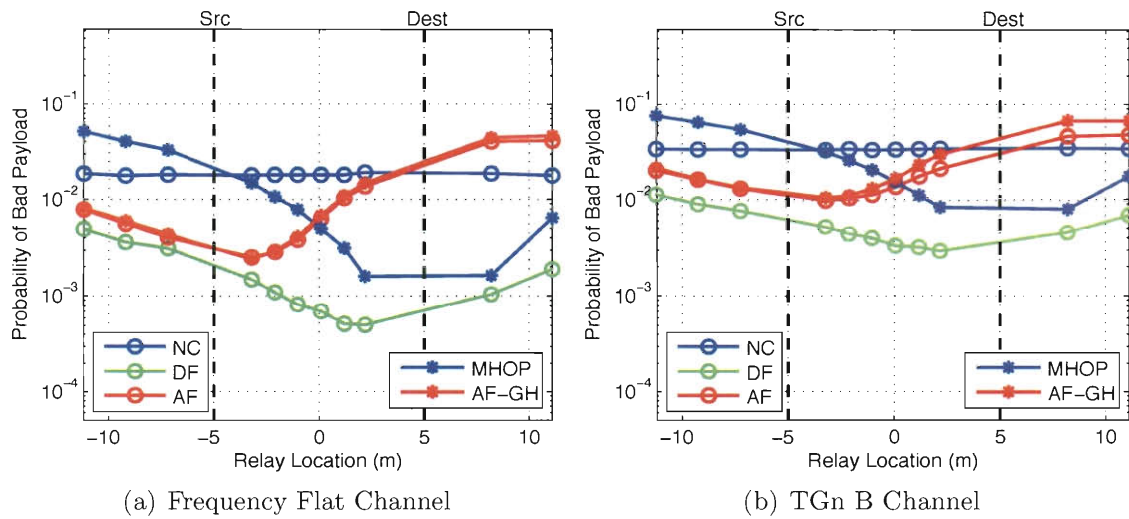 Src Dest
Probability of Bad Payload
10⁻¹
10⁻²
10⁻³
10⁻⁴
NC
DF
AF
MHOP
AF-GH
-10 -5 0 5 10
Relay Location (m)
(a) Frequency Flat Channel
Src Dest
Probability of Bad Payload
10⁻¹
10⁻²
10⁻³
10⁻⁴
NC
DF
AF
MHOP
AF-GH
-10 -5 0 5 10
Relay Location (m)
(b) TGn B Channel